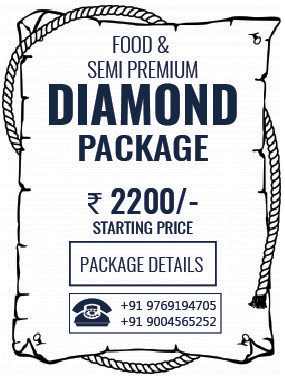 FOOD &
SEMI PREMIUM
DIAMOND
PACKAGE
₹ 2200/-
STARTING PRICE
PACKAGE DETAILS
+91 9769194705
+91 9004565252